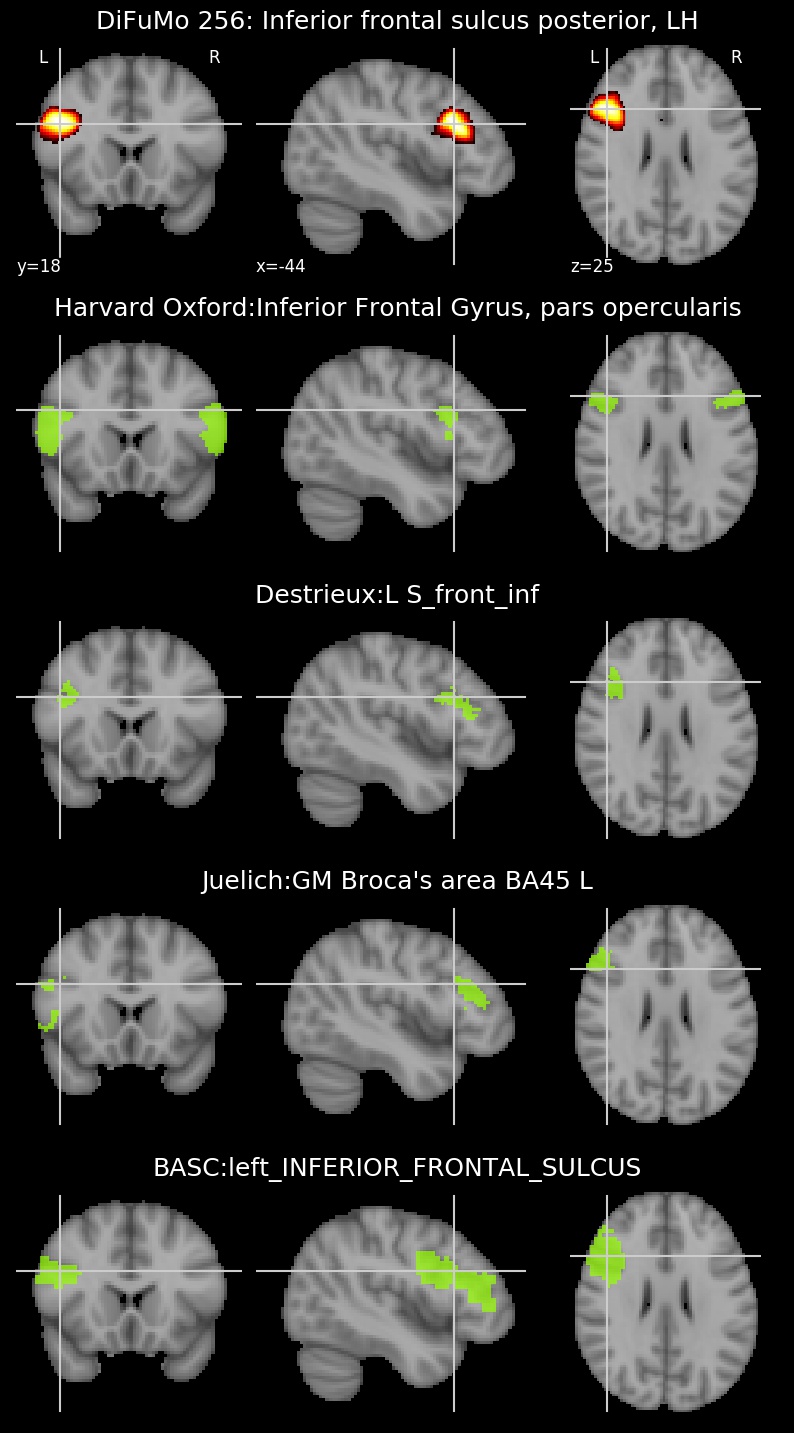 DiFuMo 256: Inferior frontal sulcus posterior, LH
L R L R
y=18 x=-44 z=25
Harvard Oxford:Inferior Frontal Gyrus, pars opercularis
Destrieux:L S_front_inf
Juelich:GM Broca's area BA45 L
BASC:left_INFERIOR_FRONTAL_SULCUS